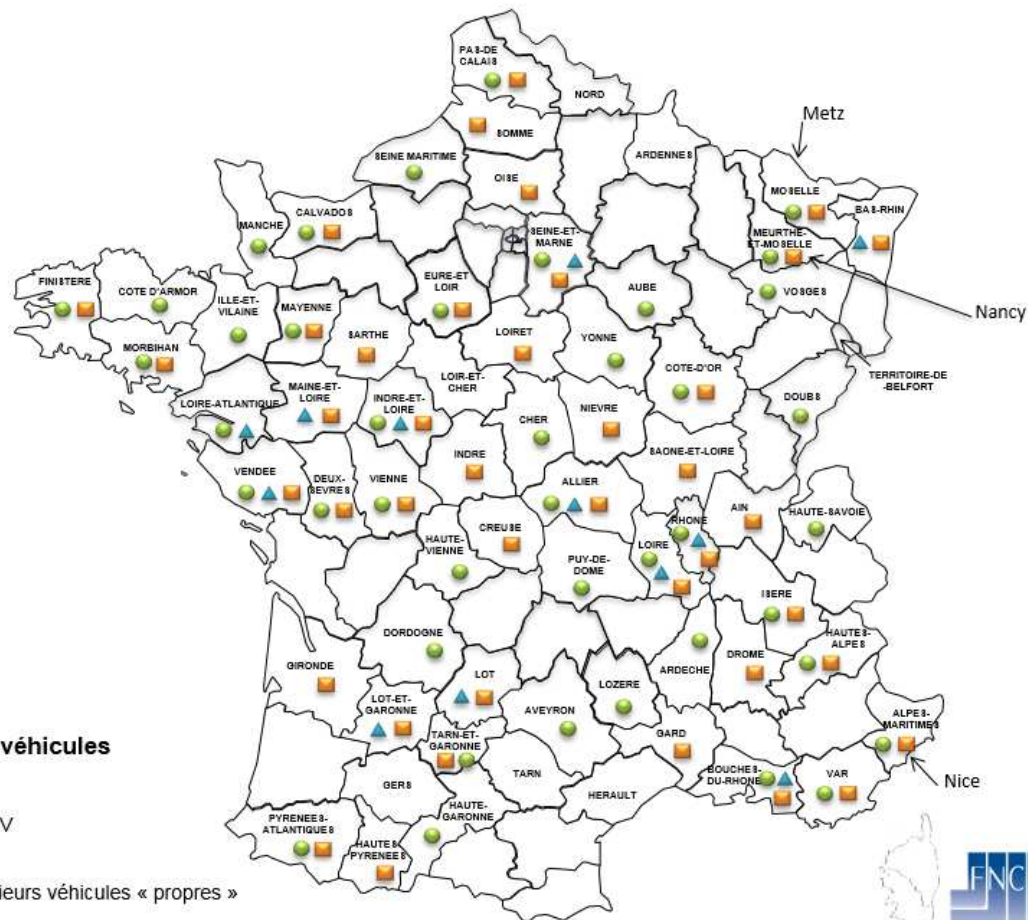 PAS-DE
CALAIS
NORD
SOMME
Metz
SEINE MARITIME
ARDENNES
OISE
MOSELLE
CALVADOS
BAS-RHIN
MANCHE
SEINE-ET-
MARNE
MEURTHE-
ET-MOSELLE
FINISTERE
COTE D'ARMOR
ILLE-ET-
VILAINE
MAYENNE
EURE-ET
LOIR
AUBE
VOSGES
Nancy
SARTHE
LOIRET
YONNE
MORBIHAN
COTE-D'OR
TERRITOIRE-DE
-BELFORT
LOIRE-ATLANTIQUE
MAINE-ET-
LOIRE
INDRE-ET-
LOIRE
LOIR-ET-
CHER
DOUBS
CHER
NIEVRE
VENDEE
DEUX-
SEVRES
VIENNE
INDRE
SAONE-ET-LOIRE
ALLIER
AIN
HAUTE-SAVOIE
CREUSE
RHONE
HAUTE-
VIENNE
LOIRE
PUY-DE-
DOME
ISERE
DORDOGNE
HAUTES-
ALPES
GIRONDE
LOT
LOZERE
ARDECHE
DROME
LOT-ET-
GARONNE
AVEYRON
ALPES-
MARITIMES
véhicules
TARN-ET-
GARONNE
GARD
TARN
BOUCHES-
DU-RHONE
VAR
Nice
GERS
HERAULT
HAUTE-
GARONNE
V
PYRENEES-
ATLANTIQUES
HAUTES
PYRENEES
ieurs véhicules « propres »
FNC